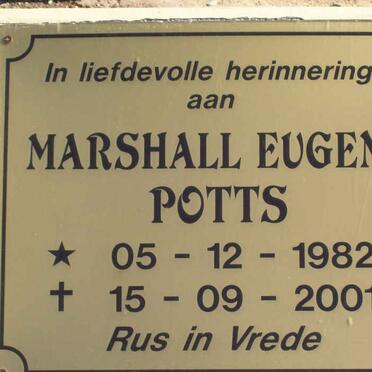 In liefdevolle herinnering
aan
MARSHALL EUGEN
POTTS
★ 05 - 12 - 1982
✝ 15 - 09 - 2001
Rus in Vrede